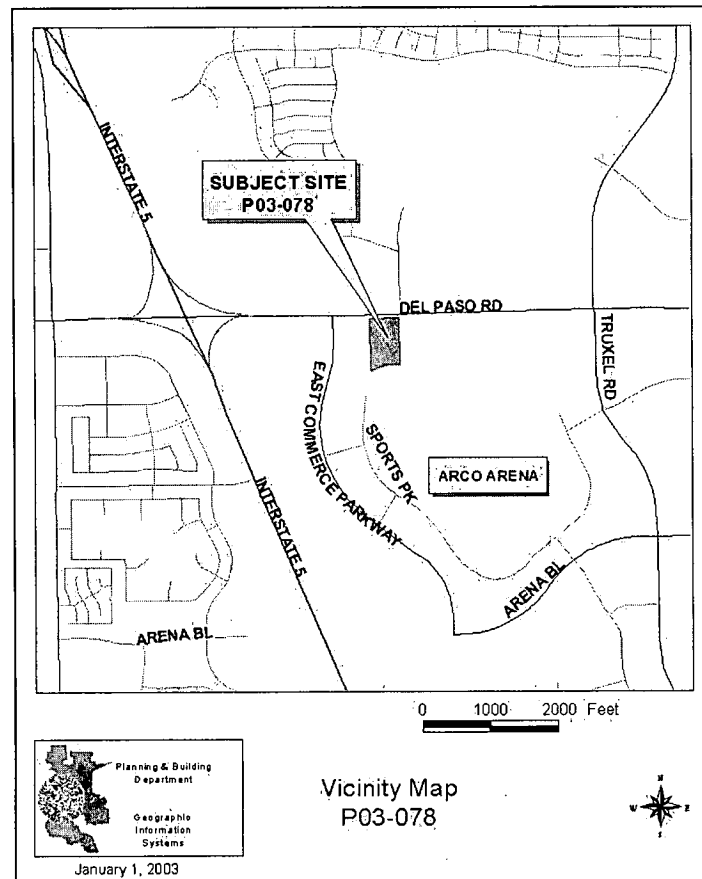 INTERSTATE 5
SUBJECT SITE
P03-078
DEL PASO RD
TRUXEL RD
EAST COMMERCE PARKWAY
SPORTS PK
ARCO ARENA
INTERSTATE 5
ARENA BL
ARENA BL
0 1000 2000 Feet
Planning & Building
Department
Geographic
Information
Systems
Vicinity Map
P03-078
N
W E
S
January 1, 2003